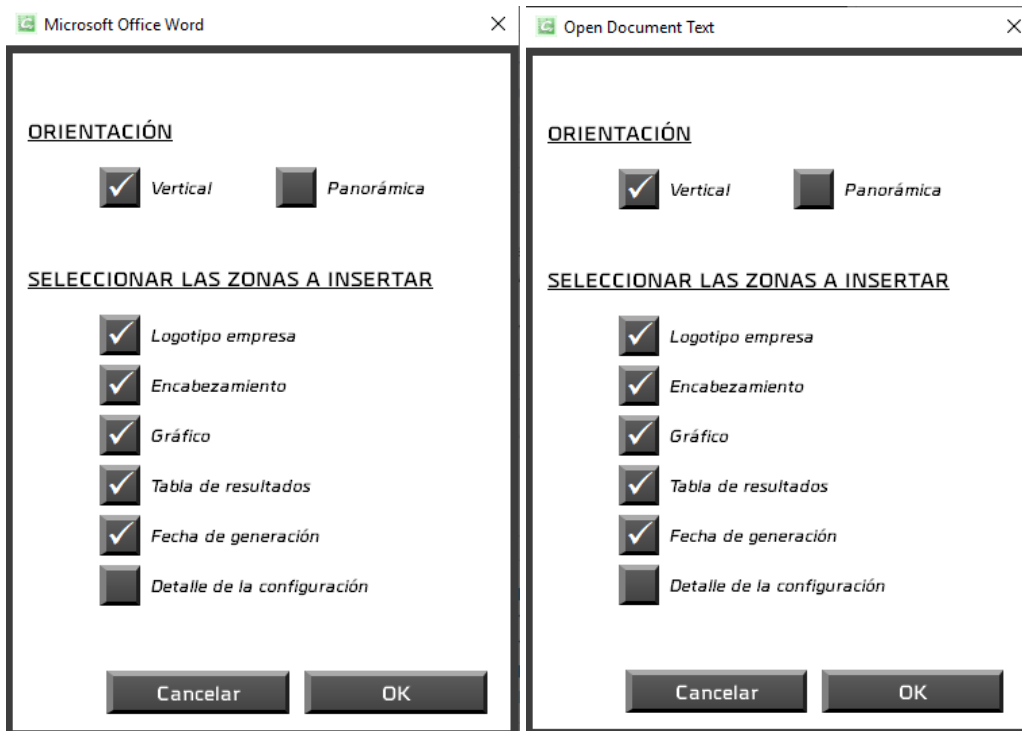 Microsoft Office Word
ORIENTACIÓN
Vertical Panorámica
SELECCIONAR LAS ZONAS A INSERTAR
Logotipo empresa
Encabezamiento
Gráfico
Tabla de resultados
Fecha de generación
Detalle de la configuración
Cancelar OK
Open Document Text
ORIENTACIÓN
Vertical Panorámica
SELECCIONAR LAS ZONAS A INSERTAR
Logotipo empresa
Encabezamiento
Gráfico
Tabla de resultados
Fecha de generación
Detalle de la configuración
Cancelar OK